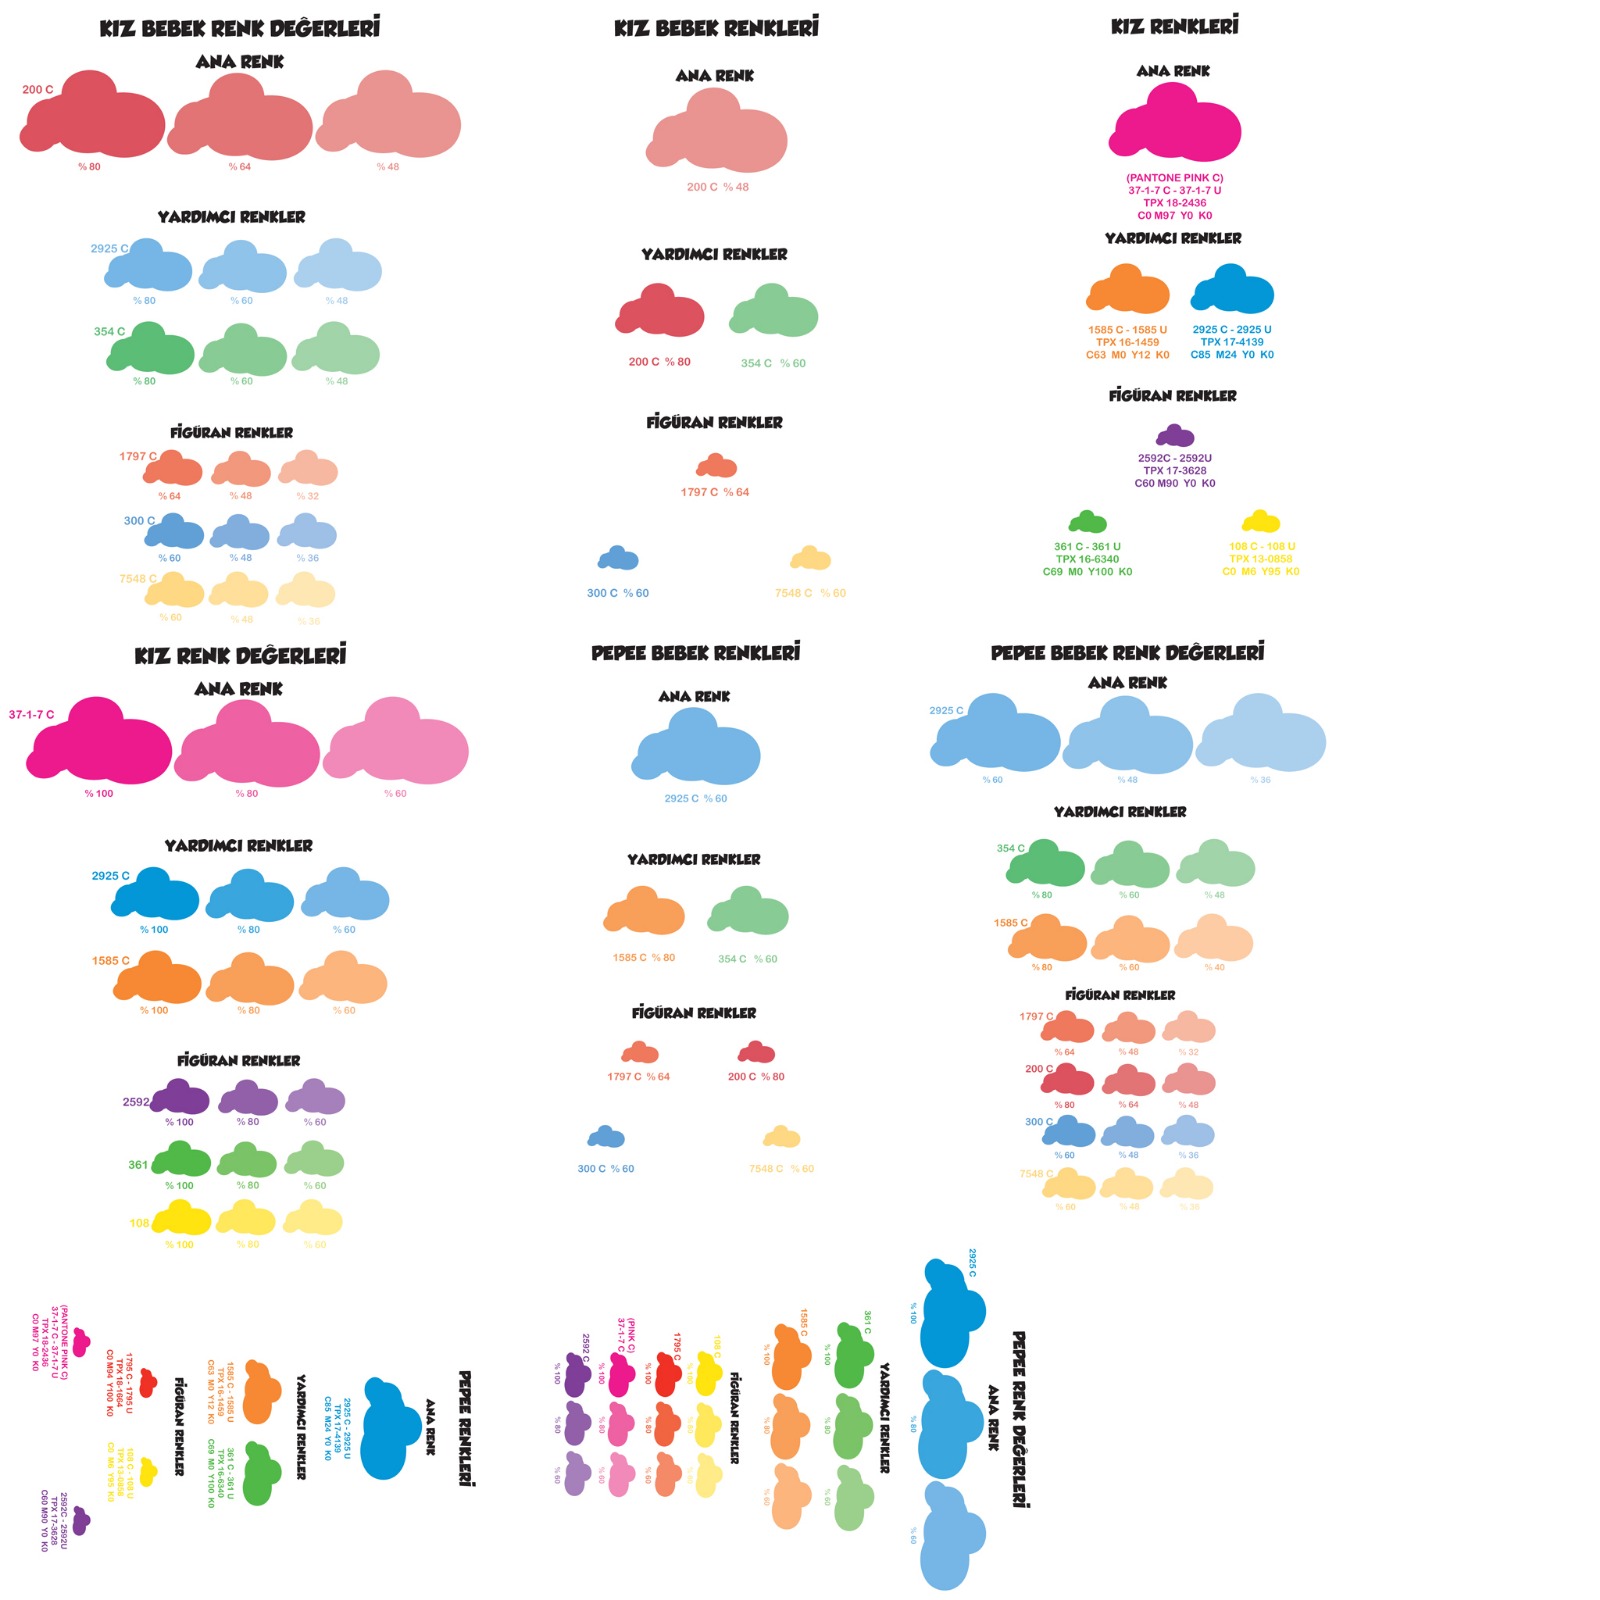 KIZ BEBEK RENK DEĞERLERİ
ANA RENK
200 C
% 80
% 64
% 48
YARDIMCI RENKLER
2925 C
% 80
% 60
% 48
354 C
% 80
% 60
% 48
FİGÜRAN RENKLER
1797 C
% 64
% 48
% 32
300 C
% 60
% 48
% 36
7548 C
% 60
% 48
% 36
KIZ BEBEK RENKLERİ
ANA RENK
200 C % 48
YARDIMCI RENKLER
200 C % 80
354 C % 60
FİGÜRAN RENKLER
1797 C % 64
300 C % 60
7548 C % 60
KIZ RENKLERİ
ANA RENK
(PANTONE PINK C)
37-1-7 C - 37-1-7 U
TPX 18-2436
C0 M97 Y0 K0
YARDIMCI RENKLER
1585 C - 1585 U
TPX 16-1459
C63 M0 Y12 K0
2925 C - 2925 U
TPX 17-4139
C85 M24 Y0 K0
FİGÜRAN RENKLER
2592C - 2592U
TPX 17-3628
C60 M90 Y0 K0
361 C - 361 U
TPX 16-6340
C69 M0 Y100 K0
108 C - 108 U
TPX 13-0858
C0 M6 Y95 K0
KIZ RENK DEĞERLERİ
ANA RENK
37-1-7 C
% 100
% 80
% 60
YARDIMCI RENKLER
2925 C
% 100
% 80
% 60
1585 C
% 100
% 80
% 60
FİGÜRAN RENKLER
2592
% 100
% 80
% 60
361
% 100
% 80
% 60
108
% 100
% 80
% 60
PEPEE BEBEK RENKLERİ
ANA RENK
2925 C % 60
YARDIMCI RENKLER
1585 C % 80
354 C % 60
FİGÜRAN RENKLER
1797 C % 64
200 C % 80
300 C % 60
7548 C % 60
PEPEE BEBEK RENK DEĞERLERİ
ANA RENK
2925 C
% 60
% 48
% 36
YARDIMCI RENKLER
354 C
% 80
% 60
% 48
1585 C
% 80
% 60
% 40
FİGÜRAN RENKLER
1797 C
% 64
% 48
% 32
200 C
% 80
% 64
% 48
300 C
% 60
% 48
% 36
7548 C
% 60
% 48
% 36
PEPEE RENKLERİ
ANA RENK
2925 C - 2925 U
TPX 17-4139
C85 M24 Y0 K0
YARDIMCI RENKLER
1585 C - 1585 U
TPX 16-1459
C63 M0 Y12 K0
361 C - 361 U
TPX 16-6340
C69 M0 Y100 K0
FİGÜRAN RENKLER
1795 C - 1795 U
TPX 18-1664
C0 M94 Y100 K0
108 C - 108 U
TPX 13-0858
C0 M6 Y95 K0
(PANTONE PINK C)
37-1-7 C - 37-1-7 U
TPX 18-2436
C0 M97 Y0 K0
2592C - 2592U
TPX 17-3628
C60 M90 Y0 K0
PEPEE RENK DEĞERLERİ
ANA RENK
2925 C
% 100
% 80
% 60
YARDIMCI RENKLER
361 C
% 100
% 80
% 60
1585 C
% 100
% 80
% 60
FİGÜRAN RENKLER
108 C
% 100
% 80
% 60
1795 C
% 100
% 80
% 60
(PINK C)
37-1-7 C
% 100
% 80
% 60
2592 C
% 100
% 80
% 60